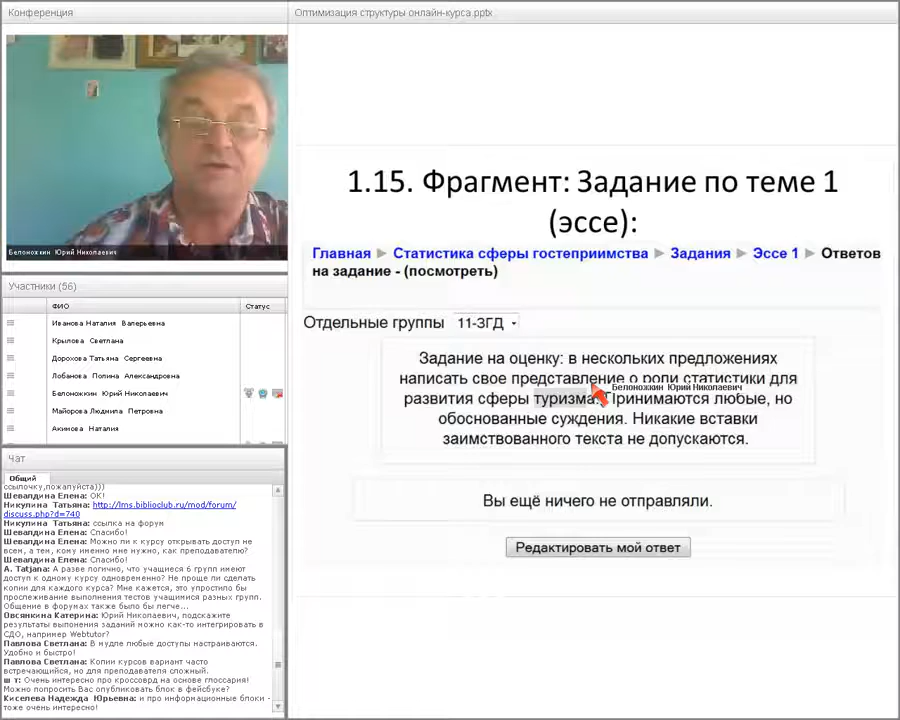 Конференция
Оптимизация структуры онлайн-курса.pptx
Белоножкин Юрий Николаевич
Участники (56)
ФИО
Статус
Иванова Наталия Валерьевна
Крылова Светлана
Дорохова Татьяна Сергеевна
Лобанова Полина Александровна
Белоножкин Юрий Николаевич
Майорова Людмила Петровна
Акинова Наталия
Чат
Общий
ссылочку,пожалуйста)))
Шевалдина Елена: ОК!
Никулина Татьяна: http://lms.biblioclub.ru/mod/forum/
discuss.php?d=740
Никулина Татьяна: ссылка на форум
Шевалдина Елена: Спасибо!
Шевалдина Елена: Можно ли к курсу открывать доступ не
всем, а тем, кому именно мне нужно, как преподавателю?
Шевалдина Елена: Спасибо!
A. Tatjana: А разве логично, что учащиеся 6 групп имеют
доступ к одному курсу одновременно? Не проще ли сделать
копии для каждого курса? Мне кажется, это упростило бы
прослеживание выполнения тестов учащимися разных групп.
Общение в форумах также было бы легче...
Овсянкина Катерина: Юрий Николаевич, подскажите
результаты выпонения заданий можно как-то интегрировать в
СДО, например Webtutor?
Павлова Светлана: В мудле любые доступы настраиваются.
Удобно и быстро!
Павлова Светлана: Копии курсов вариант часто
встречающийся, но для преподавателя сложный.
ш т: Очень интересно про кроссворд на основе глоссария!
Можно попросить Вас опубликовать блок в фейсбуке?
Киселева Надежда Юрьевна: и про информационные блоки -
тоже очень интересно!
1.15. Фрагмент: Задание по теме 1
(эссе):
Главная ► Статистика сферы гостеприимства ► Задания ► Эссе 1 ► Ответов
на задание - (посмотреть)
Отдельные группы 11-ЗГД
Задание на оценку: в нескольких предложениях
написать свое представление о роли статистики для
Белоножкин Юрий Николаевич
развития сферы туризма. Принимаются любые, но
обоснованные суждения. Никакие вставки
заимствованного текста не допускаются.
Вы ещё ничего не отправляли.
Редактировать мой ответ